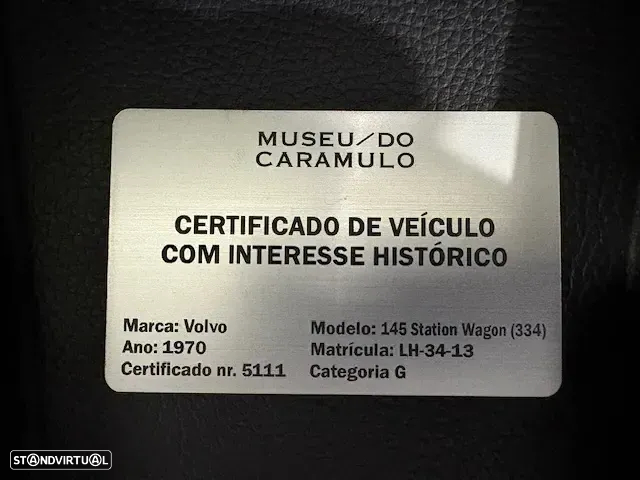 MUSEU/DO
CARAMULO
CERTIFICADO DE VEÍCULO
COM INTERESSE HISTÓRICO
Marca: Volvo
Modelo: 145 Station Wagon (334)
Ano: 1970
Matrícula: LH-34-13
Certificado nr. 5111
Categoria G
STANDVIRTUAL